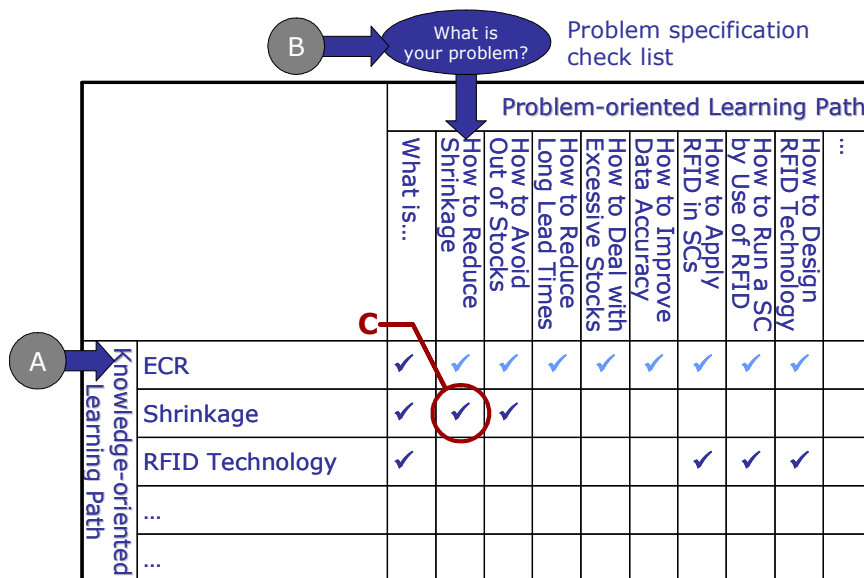 B
What is
your problem?
Problem specification
check list
Problem-oriented Learning Path
What is...
How to Reduce
Shrinkage
How to Avoid
Out of Stocks
How to Reduce
Long Lead Times
How to Deal with
Excessive Stocks
How to Improve
Data Accuracy
How to Apply
RFID in SCs
How to Run a SC
by Use of RFID
How to Design
RFID Technology
...
C
A
Knowledge-oriented
Learning Path
ECR ✓ ✓ ✓ ✓ ✓ ✓ ✓ ✓ ✓
Shrinkage ✓ ✓ ✓
RFID Technology ✓ ✓ ✓ ✓
...
...